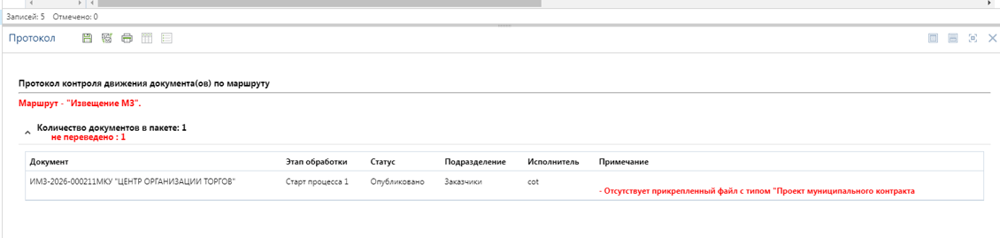 Записей: 5 Отмечено: 0
Протокол
Протокол контроля движения документа(ов) по маршруту
Маршрут - "Извещение МЗ".
Количество документов в пакете: 1
не переведено : 1
Документ Этап обработки Статус Подразделение Исполнитель Примечание
ИМЗ-2026-000211МКУ "ЦЕНТР ОРГАНИЗАЦИИ ТОРГОВ" Старт процесса 1 Опубликовано Заказчики cot
- Отсутствует прикрепленный файл с типом "Проект муниципального контракта